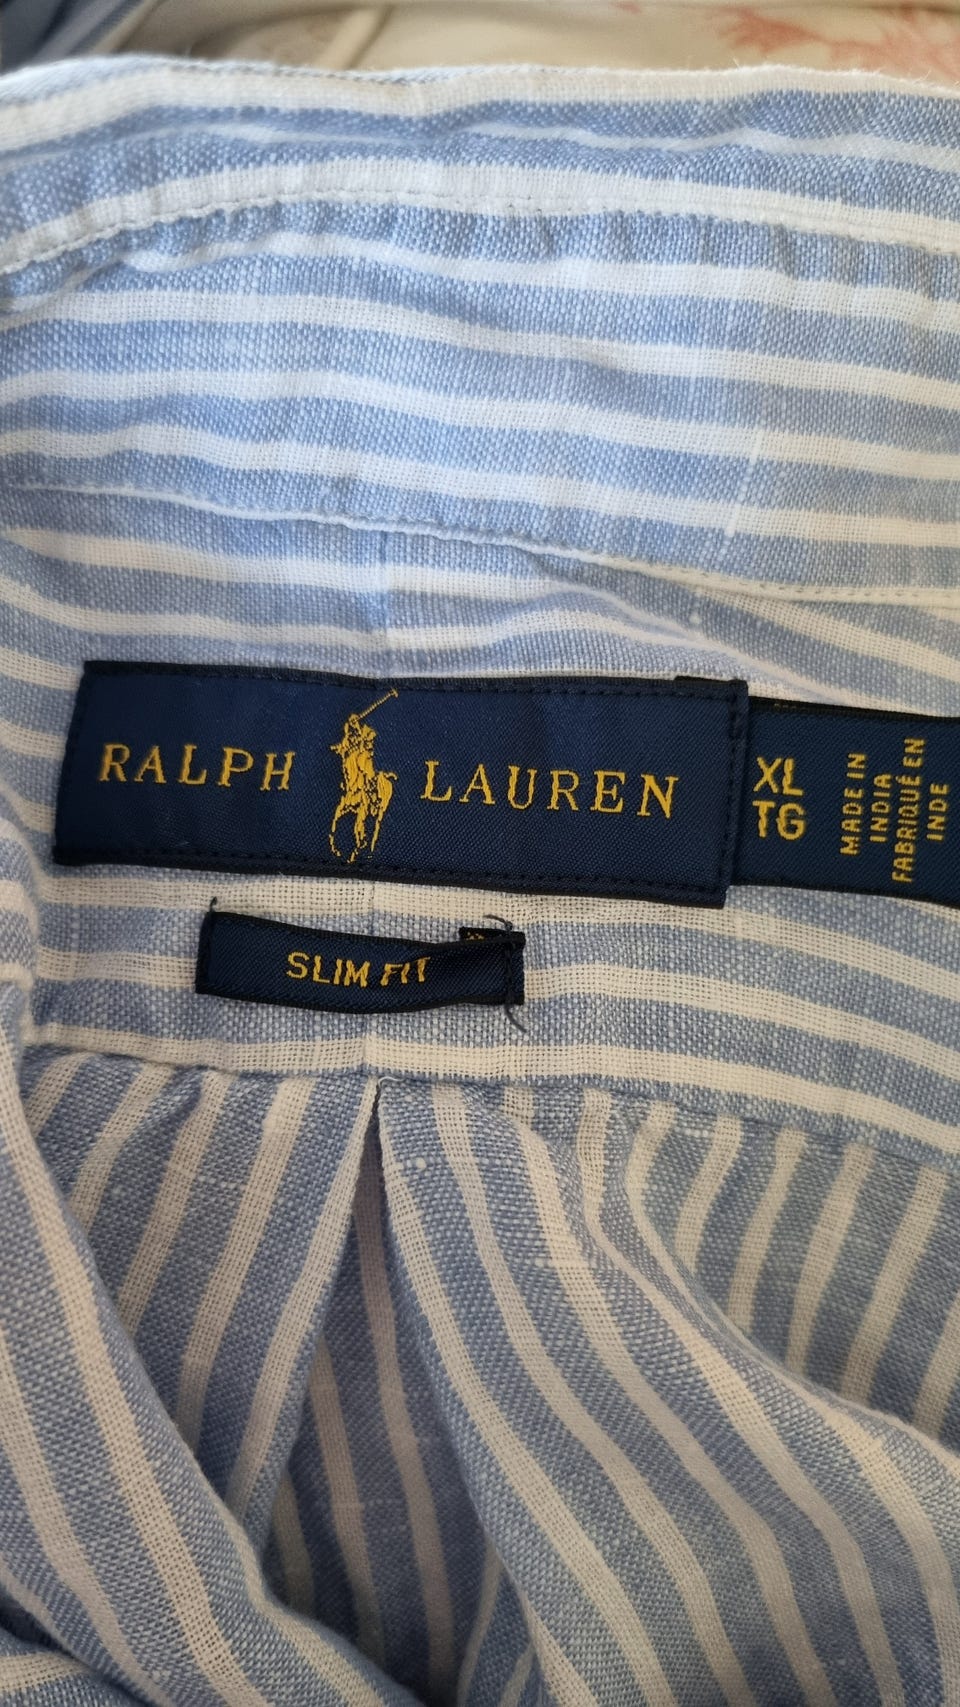 RALPH LAUREN
XL
TG
MADE IN
INDIA
FABRIQUÉ EN
INDE
SLIM FIT